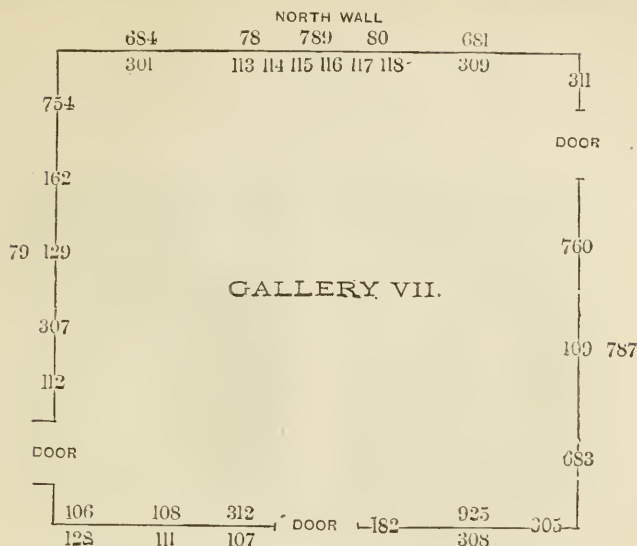 NORTH WALL
684 78 789 80 681
301 113 114 115 116 117 118 309
311
754
DOOR
162
79 129 760
GALLERY VII.
307
109 787
112
DOOR 683
106 108 312 DOOR 182 925 305
128 111 107 308